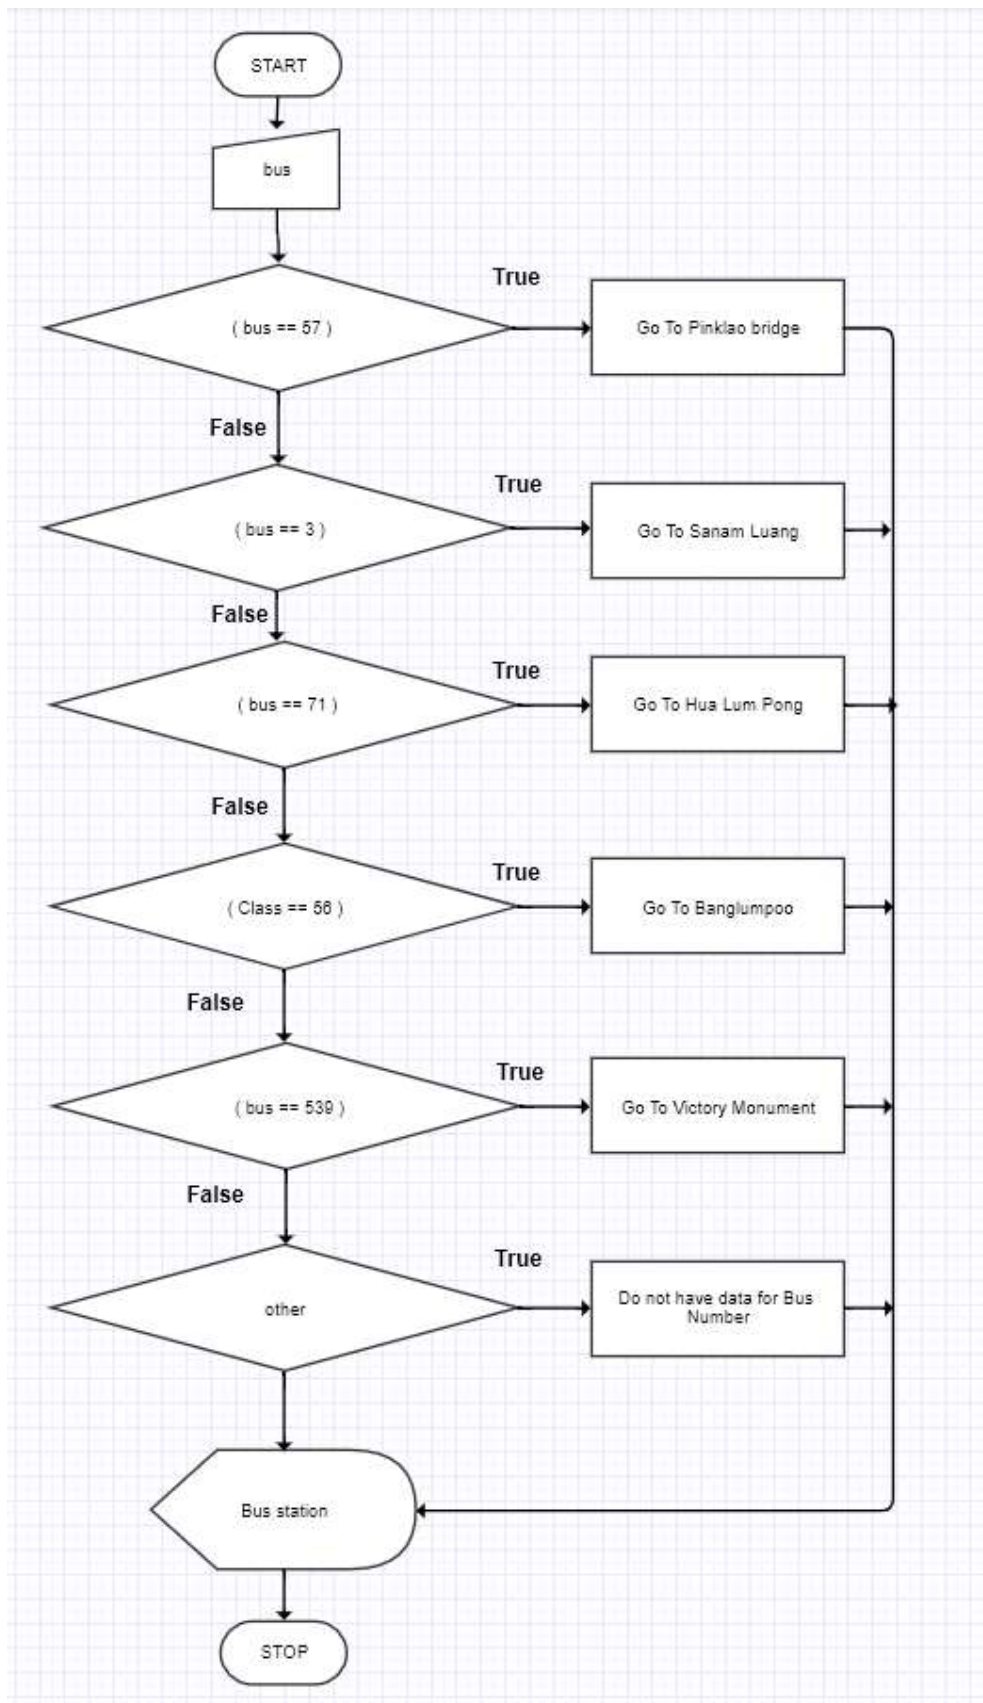 START
bus
( bus == 57 )
True
Go To Pinklao bridge
False
( bus == 3 )
True
Go To Sanam Luang
False
( bus == 71 )
True
Go To Hua Lum Pong
False
( Class == 56 )
True
Go To Banglumpoo
False
( bus == 539 )
True
Go To Victory Monument
False
other
True
Do not have data for Bus
Number
Bus station
STOP